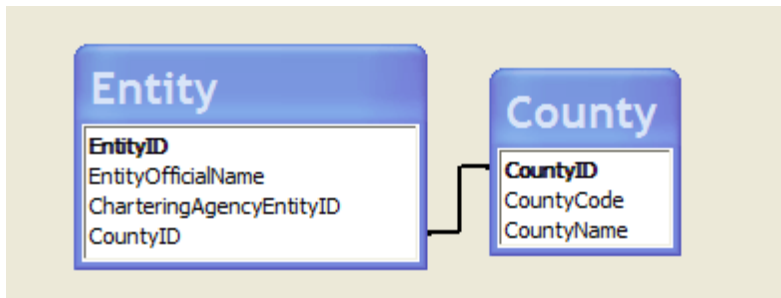 Entity
EntityID
EntityOfficialName
CharteringAgencyEntityID
CountyID
County
CountyID
CountyCode
CountyName